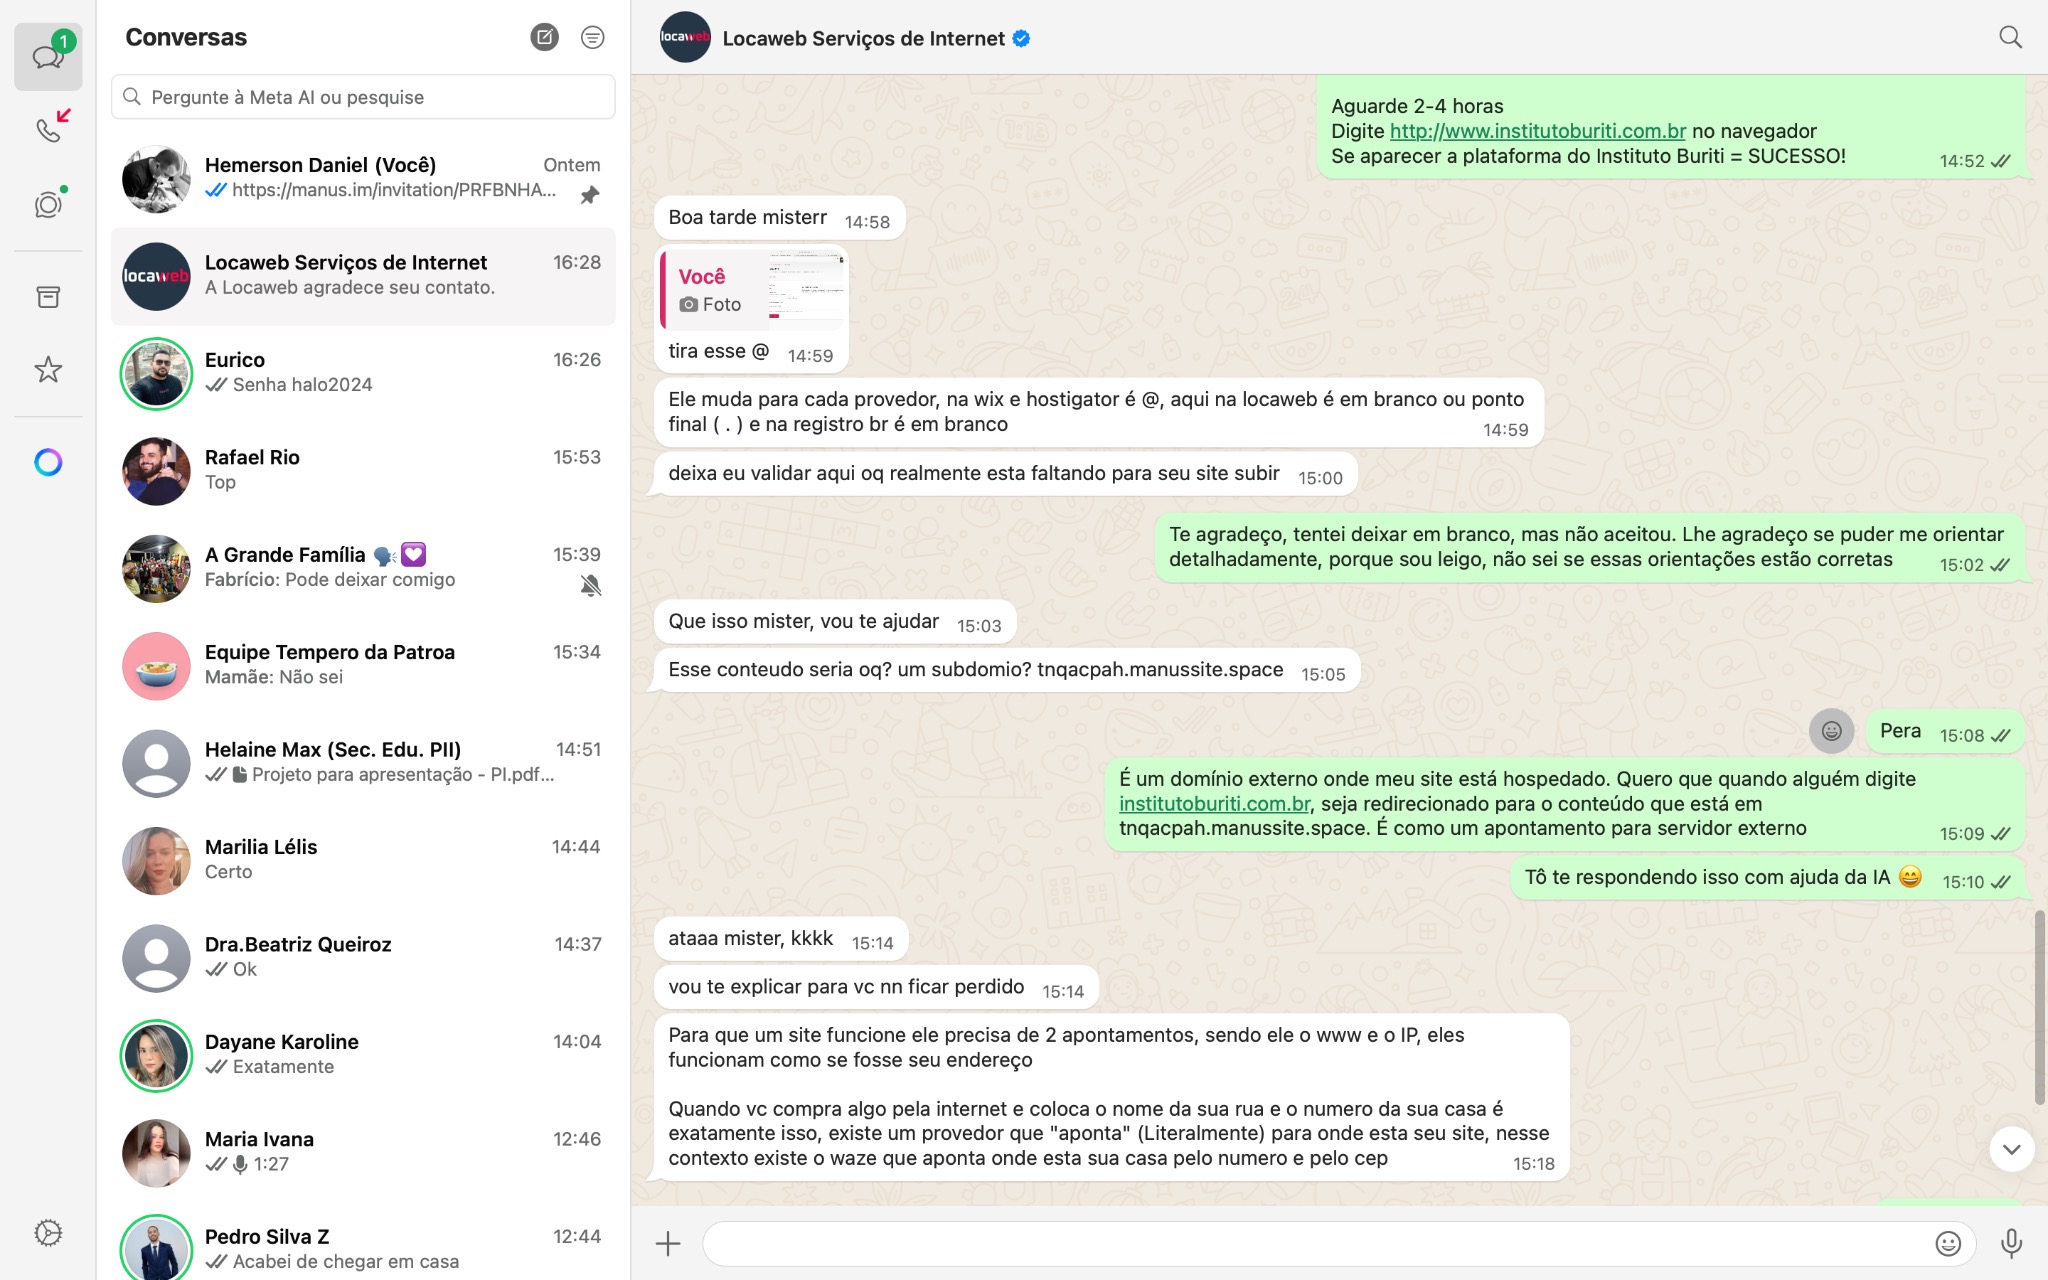 1
Conversas
Pergunte à Meta AI ou pesquise
Hemerson Daniel (Você)
Ontem
https://manus.im/invitation/PRFBNHA...
locaweb
Locaweb Serviços de Internet
16:28
A Locaweb agradece seu contato.
Eurico
16:26
Senha halo2024
Rafael Rio
15:53
Top
A Grande Família 🗣️💟
15:39
Fabrício: Pode deixar comigo
Equipe Tempero da Patroa
15:34
Mamãe: Não sei
Helaine Max (Sec. Edu. PII)
14:51
Projeto para apresentação - PI.pdf...
Marilia Lélis
14:44
Certo
Dra.Beatriz Queiroz
14:37
Ok
Dayane Karoline
14:04
Exatamente
Maria Ivana
12:46
1:27
Pedro Silva Z
12:44
Acabei de chegar em casa
locaweb
Locaweb Serviços de Internet
Aguarde 2-4 horas
Digite http://www.institutoburiti.com.br no navegador
Se aparecer a plataforma do Instituto Buriti = SUCESSO!
14:52
Boa tarde misterr
14:58
Você
Foto
tira esse @
14:59
Ele muda para cada provedor, na wix e hostigator é @, aqui na locaweb é em branco ou ponto
final ( . ) e na registro br é em branco
14:59
deixa eu validar aqui oq realmente esta faltando para seu site subir
15:00
Te agradeço, tentei deixar em branco, mas não aceitou. Lhe agradeço se puder me orientar
detalhadamente, porque sou leigo, não sei se essas orientações estão corretas
15:02
Que isso mister, vou te ajudar
15:03
Esse conteudo seria oq? um subdomio? tnqacpah.manussite.space
15:05
Pera
15:08
É um domínio externo onde meu site está hospedado. Quero que quando alguém digite
institutoburiti.com.br, seja redirecionado para o conteúdo que está em
tnqacpah.manussite.space. É como um apontamento para servidor externo
15:09
Tô te respondendo isso com ajuda da IA 😄
15:10
ataaa mister, kkkk
15:14
vou te explicar para vc nn ficar perdido
15:14
Para que um site funcione ele precisa de 2 apontamentos, sendo ele o www e o IP, eles
funcionam como se fosse seu endereço
Quando vc compra algo pela internet e coloca o nome da sua rua e o numero da sua casa é
exatamente isso, existe um provedor que "aponta" (Literalmente) para onde esta seu site, nesse
contexto existe o waze que aponta onde esta sua casa pelo numero e pelo cep
15:18